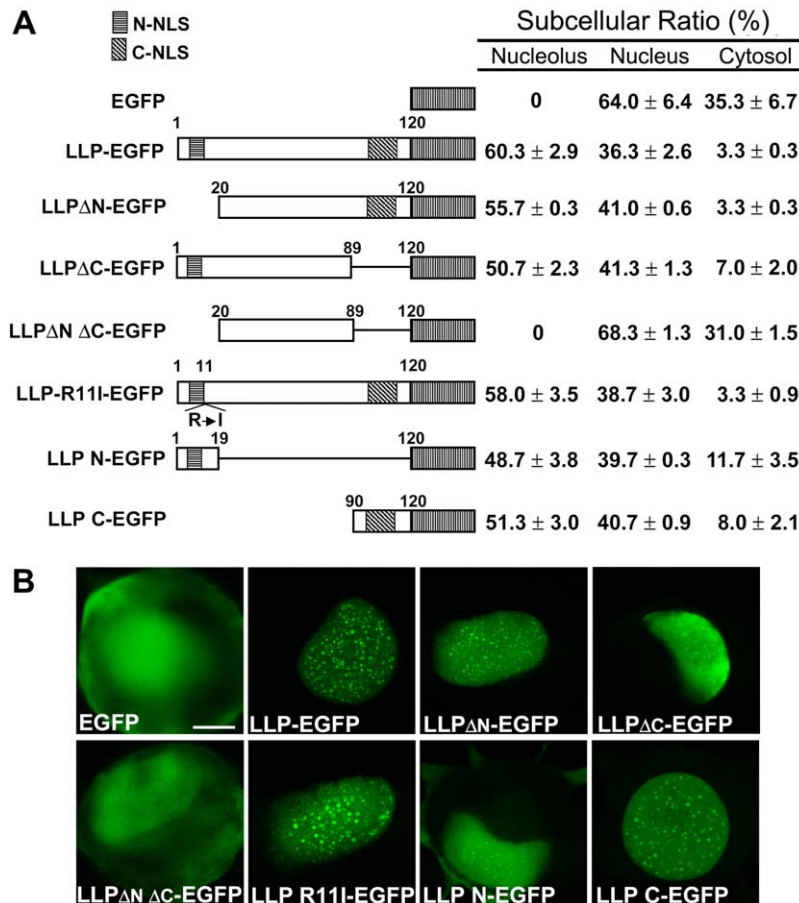 A
N-NLS
C-NLS
Subcellular Ratio (%)
Nucleolus Nucleus Cytosol
EGFP 0 64.0 ± 6.4 35.3 ± 6.7
1 120
LLP-EGFP 60.3 ± 2.9 36.3 ± 2.6 3.3 ± 0.3
20 120
LLPΔN-EGFP 55.7 ± 0.3 41.0 ± 0.6 3.3 ± 0.3
1 89 120
LLPΔC-EGFP 50.7 ± 2.3 41.3 ± 1.3 7.0 ± 2.0
20 89 120
LLPΔN ΔC-EGFP 0 68.3 ± 1.3 31.0 ± 1.5
1 11 120
LLP-R11I-EGFP 58.0 ± 3.5 38.7 ± 3.0 3.3 ± 0.9
R→I
1 19 120
LLP N-EGFP 48.7 ± 3.8 39.7 ± 0.3 11.7 ± 3.5
90 120
LLP C-EGFP 51.3 ± 3.0 40.7 ± 0.9 8.0 ± 2.1
B
EGFP LLP-EGFP LLPΔN-EGFP LLPΔC-EGFP
LLPΔN ΔC-EGFP LLP R11I-EGFP LLP N-EGFP LLP C-EGFP